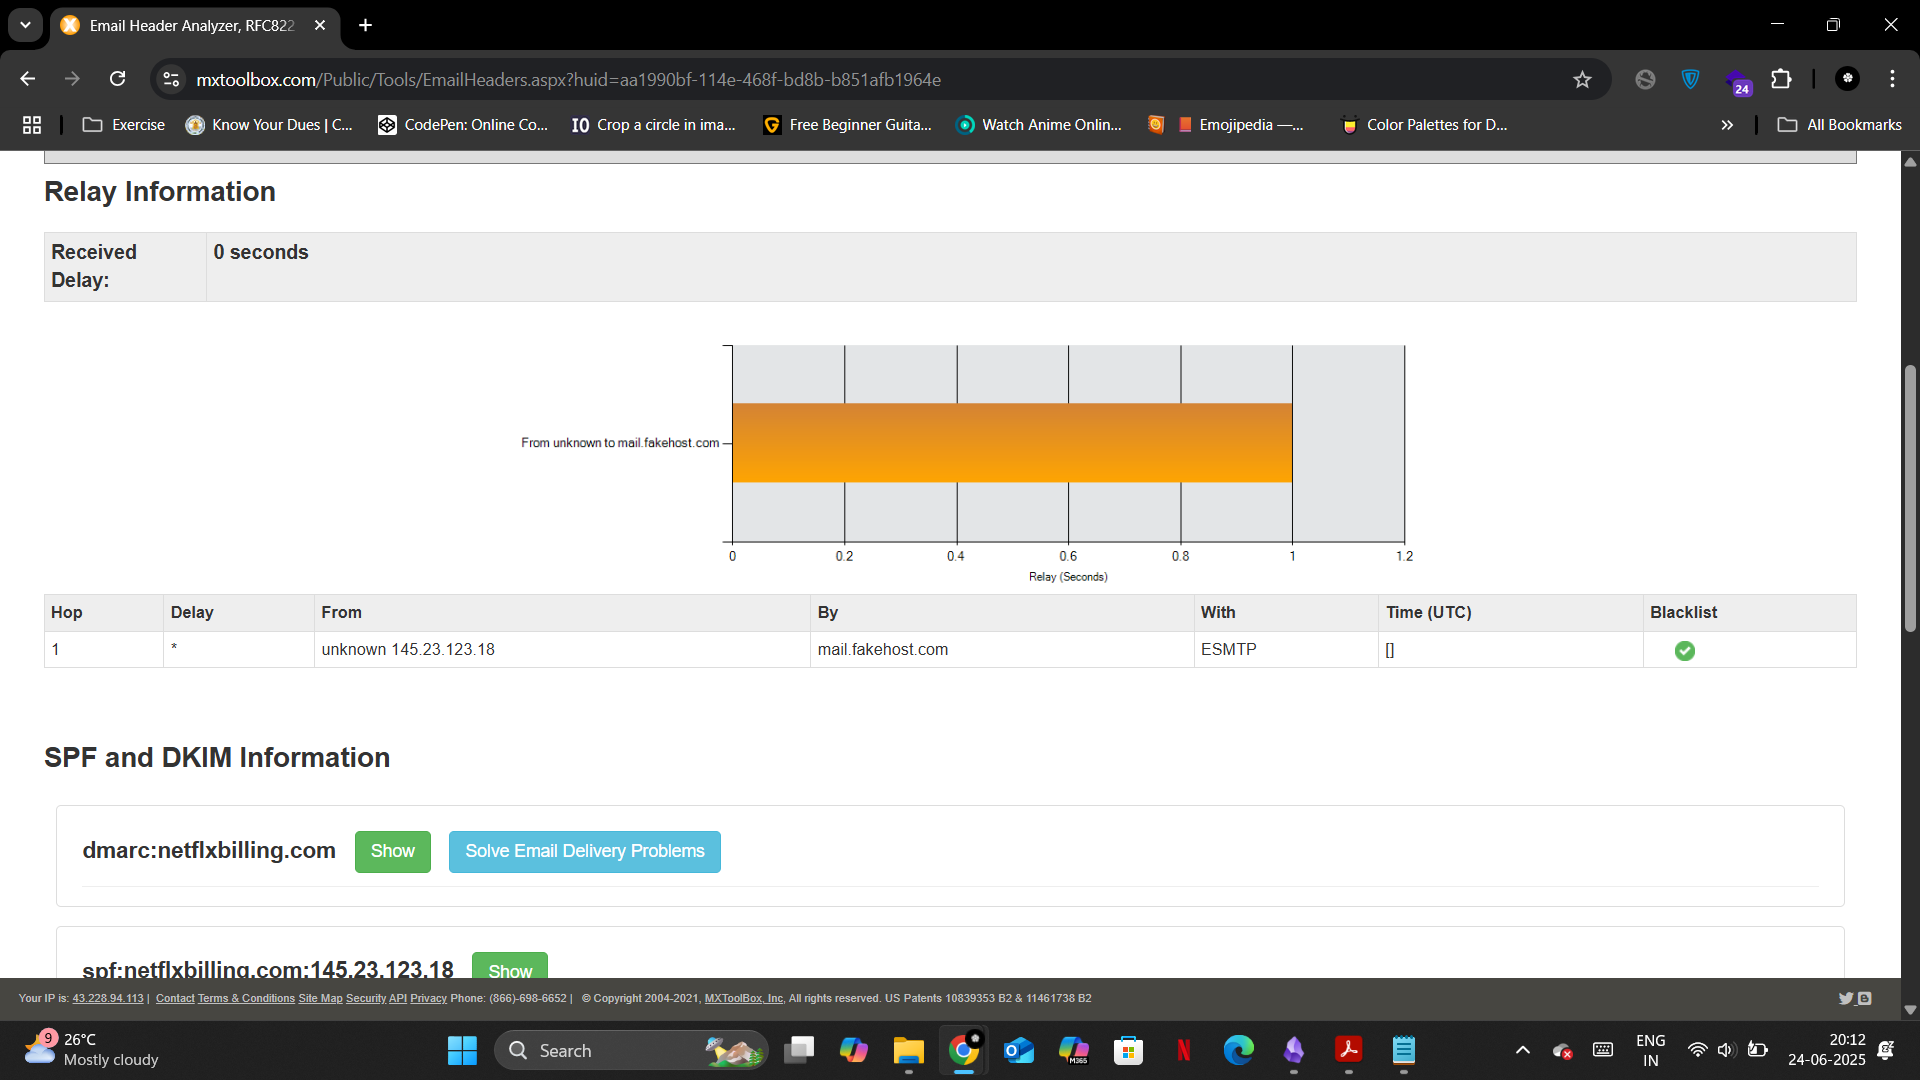 Email Header Analyzer, RFC822
mxtoolbox.com/Public/Tools/EmailHeaders.aspx?huid=aa1990bf-114e-468f-bd8b-b851afb1964e
24
Exercise
Know Your Dues | C...
CodePen: Online Co...
IO Crop a circle in ima...
Free Beginner Guita...
Watch Anime Onlin...
Emojipedia —...
Color Palettes for D...
All Bookmarks
Relay Information
Received Delay:
0 seconds
From unknown to mail.fakehost.com
0 0.2 0.4 0.6 0.8 1 1.2
Relay (Seconds)
Hop Delay From By With Time (UTC) Blacklist
1 * unknown 145.23.123.18 mail.fakehost.com ESMTP []
SPF and DKIM Information
dmarc:netflxbilling.com Show Solve Email Delivery Problems
spf:netflxbilling.com:145.23.123.18 Show
Your IP is: 43.228.94.113 | Contact Terms & Conditions Site Map Security API Privacy Phone: (866)-698-6652 | © Copyright 2004-2021, MXToolBox, Inc, All rights reserved. US Patents 10839353 B2 & 11461738 B2
9
26°C
Mostly cloudy
Search
M365
ENG
IN
20:12
24-06-2025